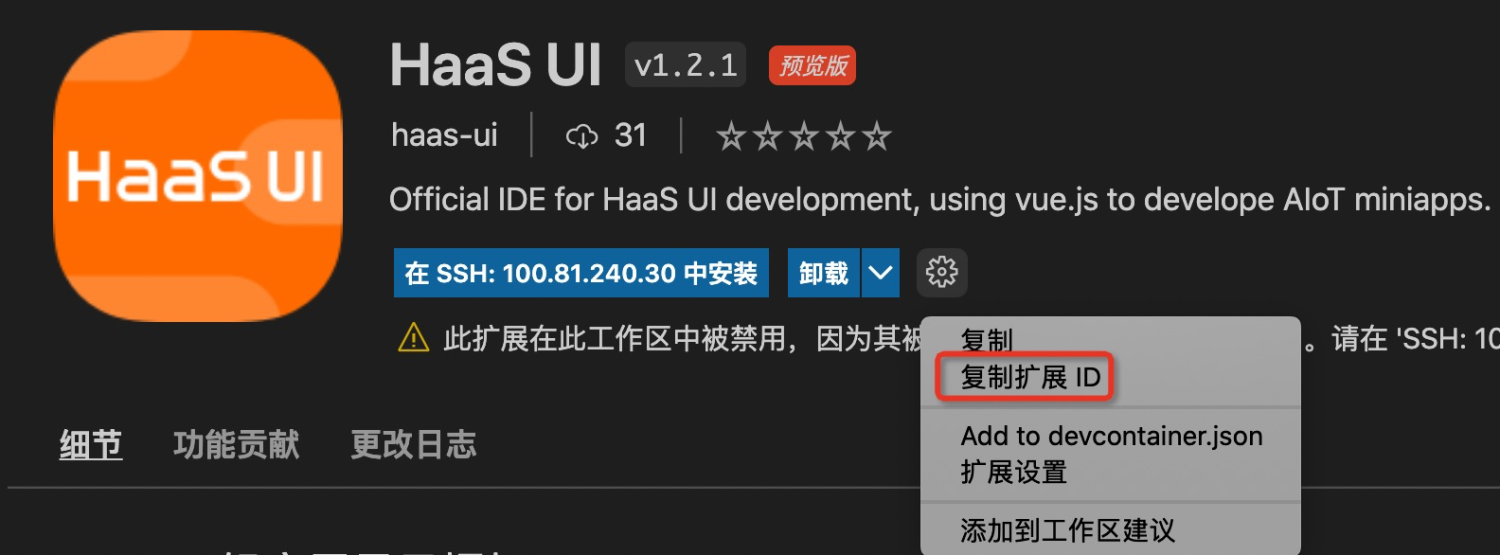 HaaS UI
HaaS UI v1.2.1 预览版
haas-ui 31
Official IDE for HaaS UI development, using vue.js to develope AIoT miniapps.
在 SSH: 100.81.240.30 中安装 卸载
此扩展在此工作区中被禁用，因为其被 。请在 'SSH: 10
复制
复制扩展 ID
Add to devcontainer.json
扩展设置
添加到工作区建议
细节 功能贡献 更改日志